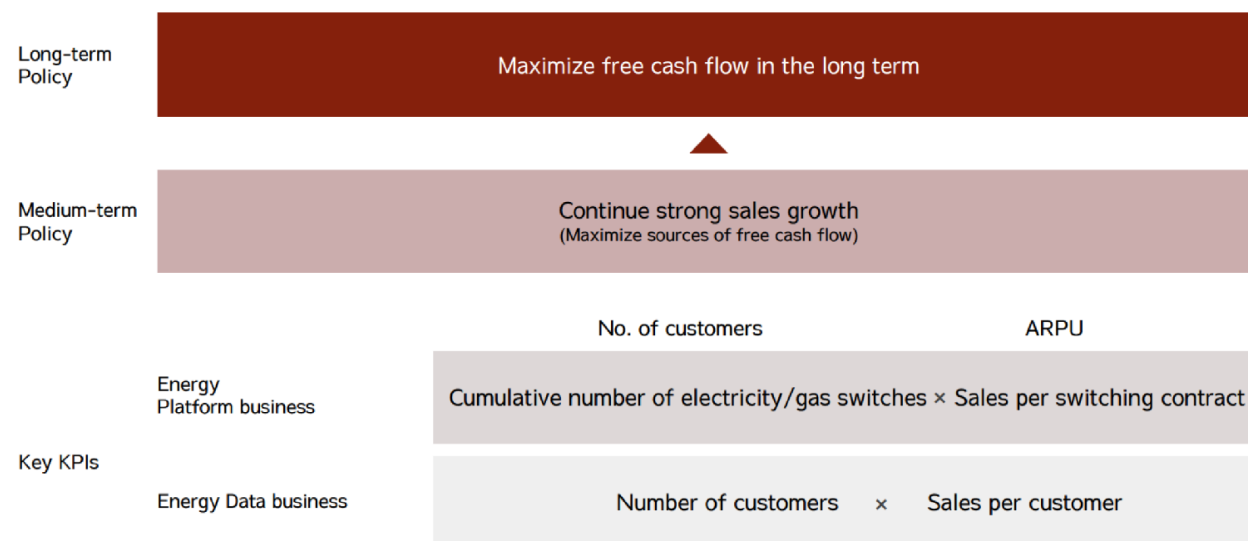 Long-term
Policy
Maximize free cash flow in the long term
Medium-term
Policy
Continue strong sales growth
(Maximize sources of free cash flow)
No. of customers
ARPU
Energy
Platform business
Cumulative number of electricity/gas switches × Sales per switching contract
Key KPIs
Energy Data business
Number of customers × Sales per customer